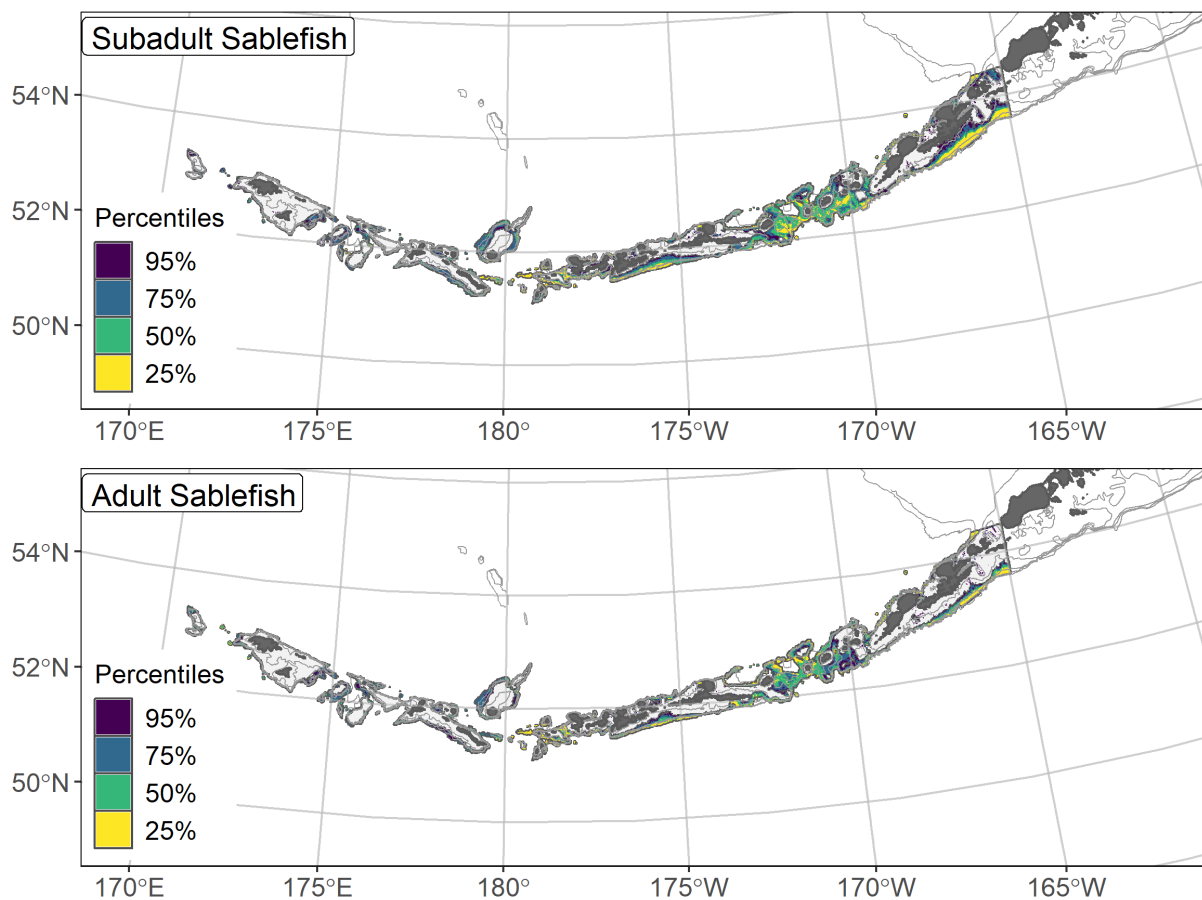 Subadult Sablefish
54°N
52°N
50°N
Percentiles
95%
75%
50%
25%
170°E 175°E 180° 175°W 170°W 165°W
Adult Sablefish
54°N
52°N
50°N
Percentiles
95%
75%
50%
25%
170°E 175°E 180° 175°W 170°W 165°W